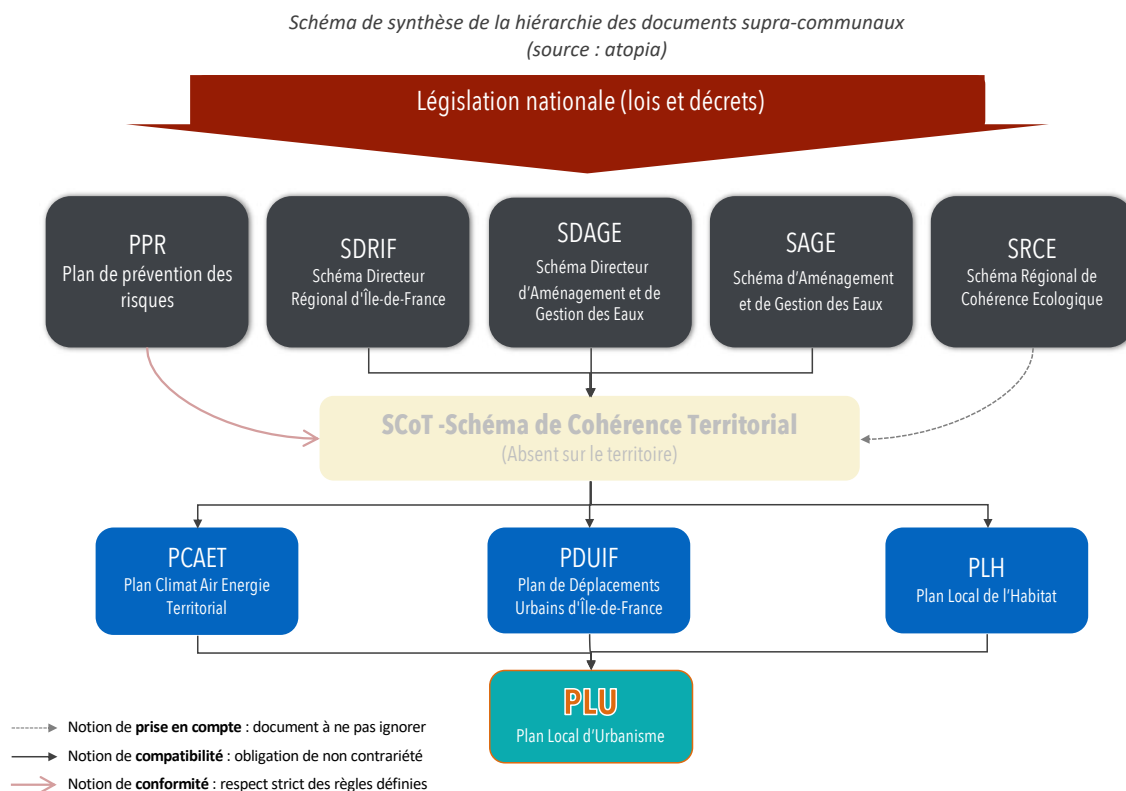 Schéma de synthèse de la hiérarchie des documents supra-communaux
(source : atopia)
Législation nationale (lois et décrets)
PPR
Plan de prévention des
risques
SDRIF
Schéma Directeur
Régional d'Île-de-France
SDAGE
Schéma Directeur
d'Aménagement et de
Gestion des Eaux
SAGE
Schéma d'Aménagement
et de Gestion des Eaux
SRCE
Schéma Régional de
Cohérence Ecologique
SCoT -Schéma de Cohérence Territorial
(Absent sur le territoire)
PCAET
Plan Climat Air Energie
Territorial
PDUIF
Plan de Déplacements
Urbains d'Île-de-France
PLH
Plan Local de l'Habitat
PLU
Plan Local d'Urbanisme
Notion de prise en compte : document à ne pas ignorer
Notion de compatibilité : obligation de non contrariété
Notion de conformité : respect strict des règles définies